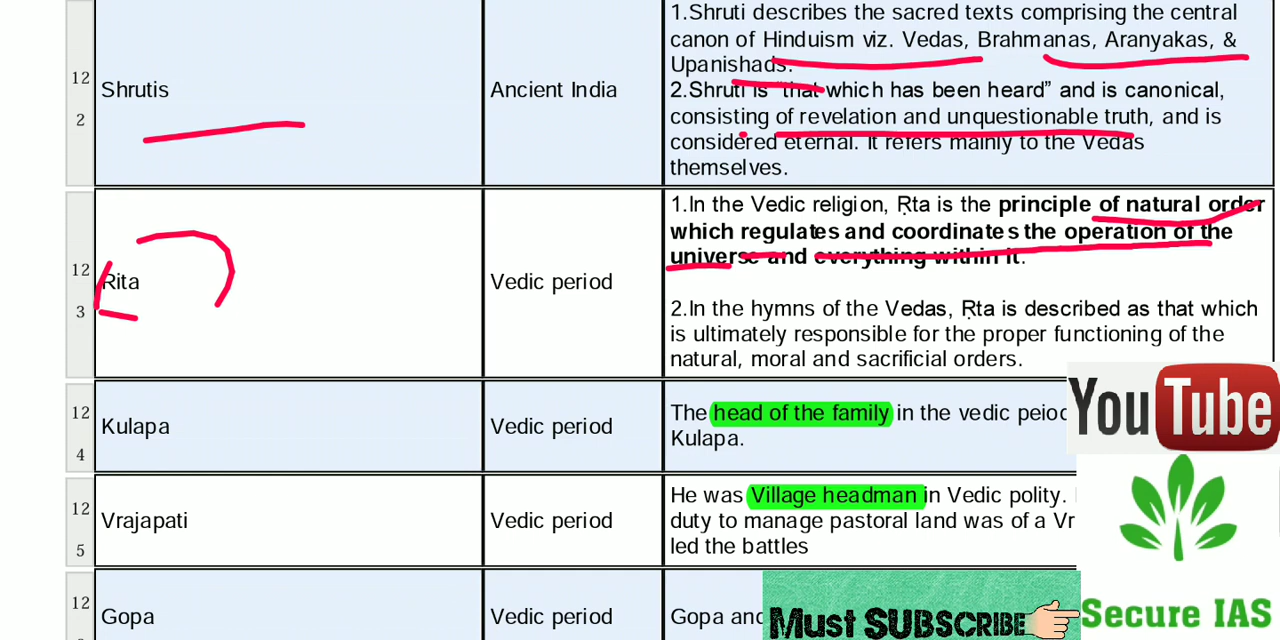 1.Shruti describes the sacred texts comprising the central
canon of Hinduism viz. Vedas, Brahmanas, Aranyakas, &
Upanishads.
12
2
Shrutis
Ancient India
2.Shruti is "that which has been heard” and is canonical,
consisting of revelation and unquestionable truth, and is
considered eternal. It refers mainly to the Vedas
themselves.
12
3
Rita
Vedic period
1.In the Vedic religion, Ṛta is the principle of natural order
which regulates and coordinates the operation of the
universe and everything within it.
2.In the hymns of the Vedas, Ṛta is described as that which
is ultimately responsible for the proper functioning of the
natural, moral and sacrificial orders.
12
4
Kulapa
Vedic period
The head of the family in the vedic peio
Kulapa.
12
5
Vrajapati
Vedic period
He was Village headman in Vedic polity.
duty to manage pastoral land was of a Vr
led the battles
12
Gopa
Vedic period
Gopa and
YouTube
Must SUBSCRIBE
Secure IAS